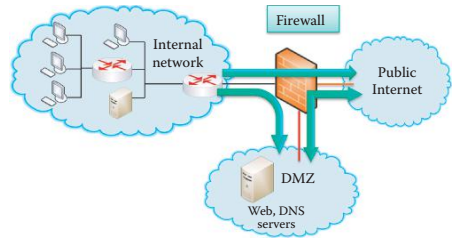 Firewall
Internal
network
Public
Internet
DMZ
Web, DNS
servers